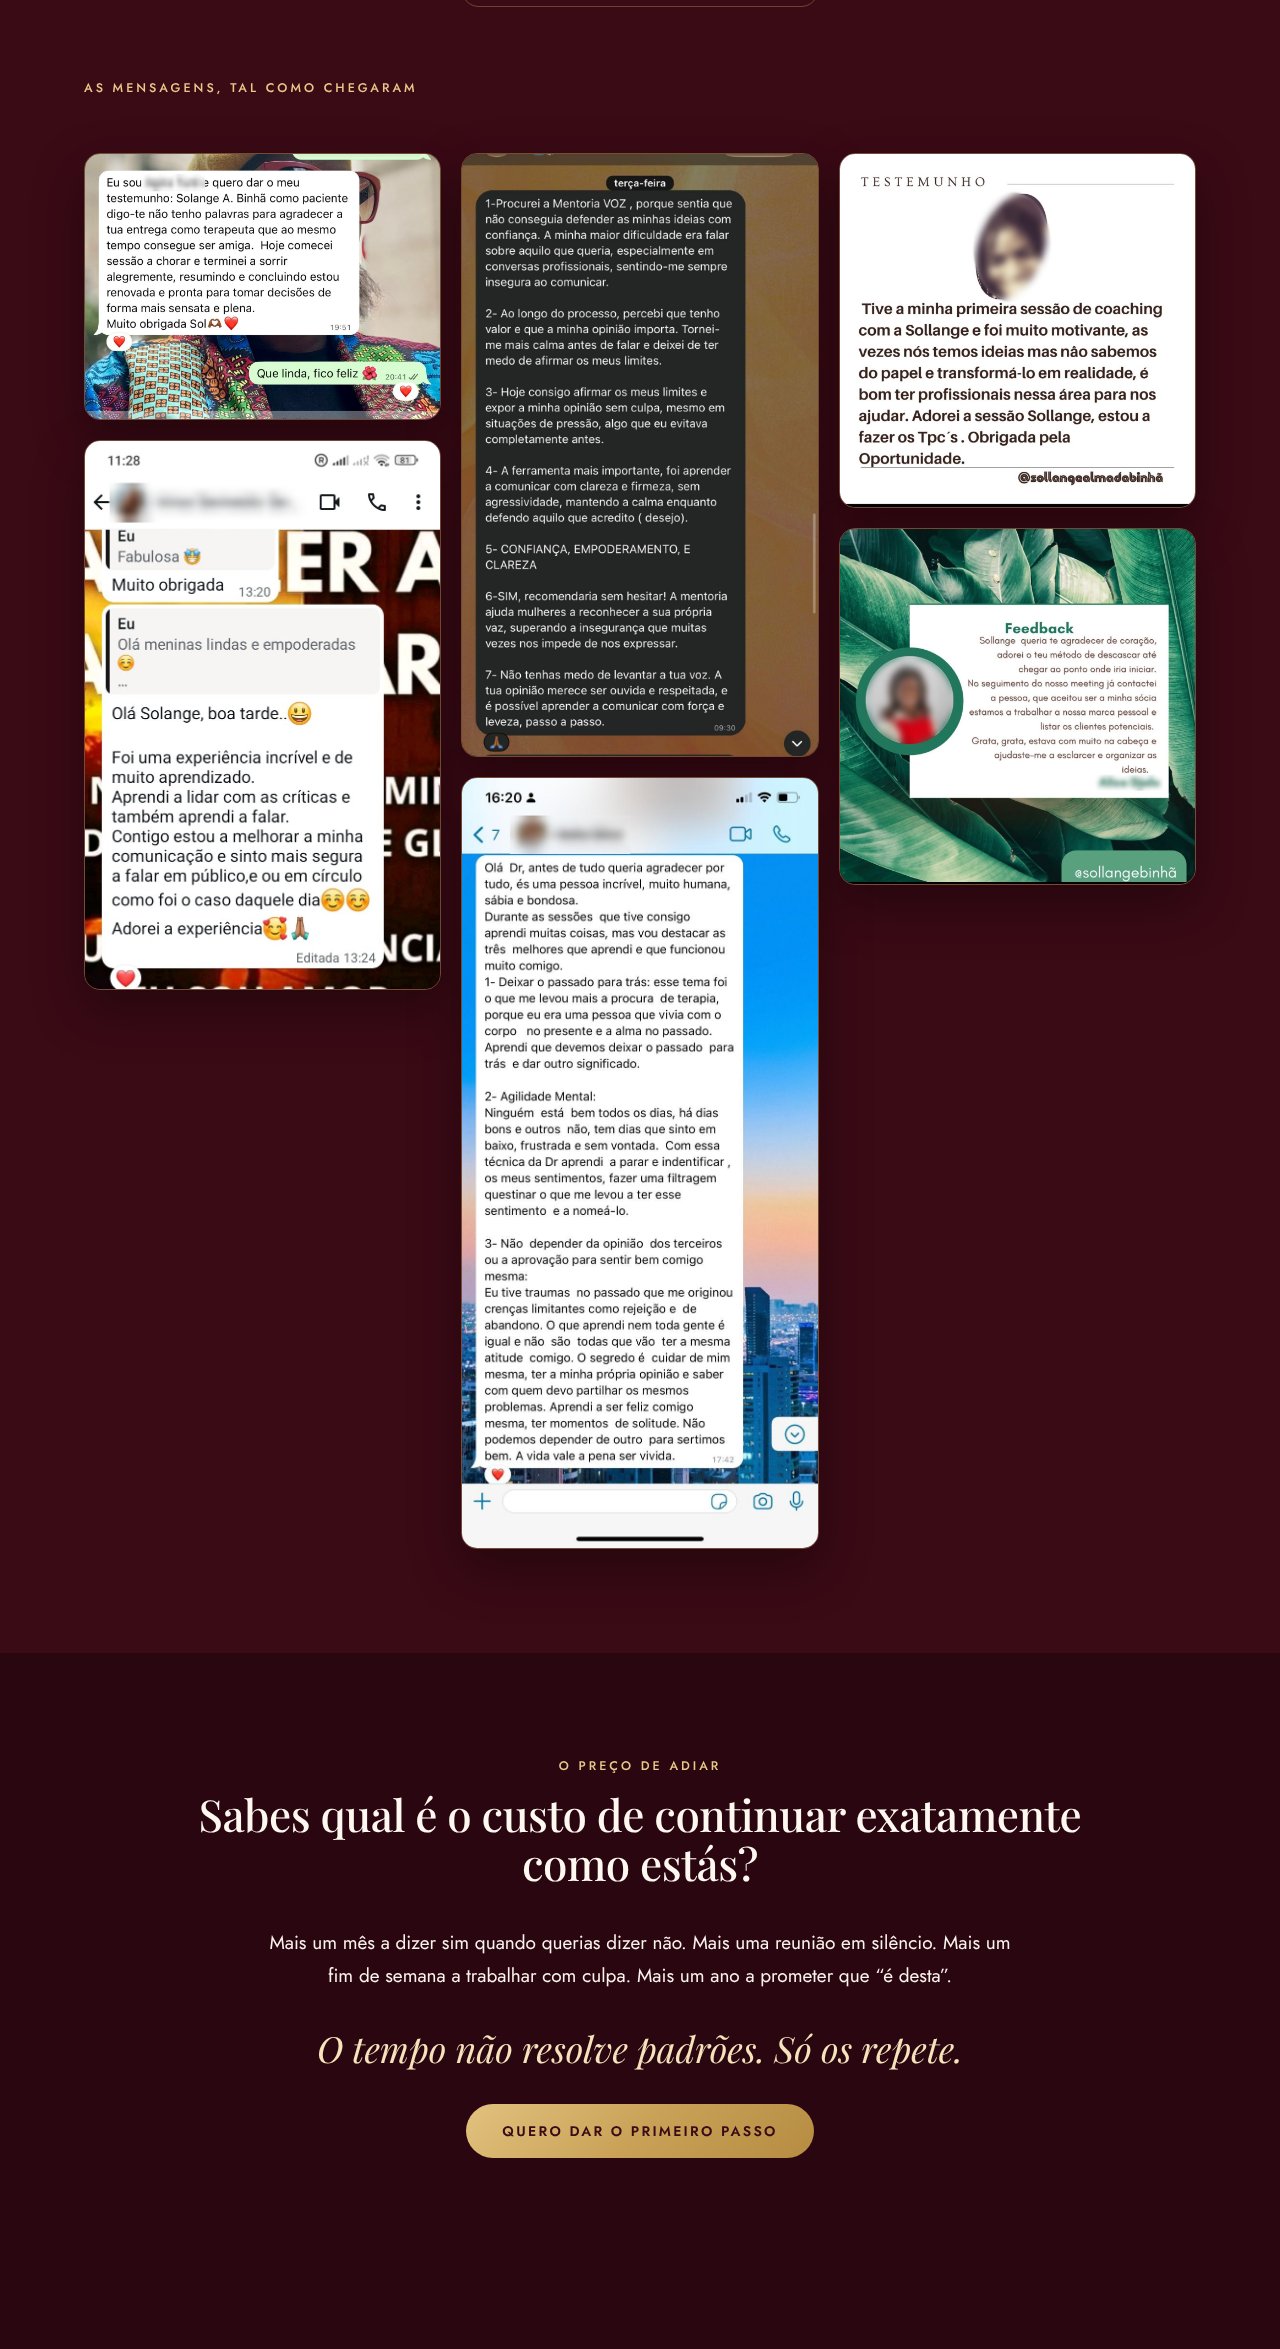 AS MENSAGENS, TAL COMO CHEGARAM
Eu sou e quero dar o meu
testemunho: Solange A. Binhã como paciente
digo-te não tenho palavras para agradecer a
tua entrega como terapeuta que ao mesmo
tempo consegue ser amiga. Hoje comecei
sessão a chorar e terminei a sorrir
alegremente, resumindo e concluindo estou
renovada e pronta para tomar decisões de
forma mais sensata e plena.
Muito obrigada Sol🫶🏾❤️
19:51
Que linda, fico feliz 🌺 20:41
11:28
81
Eu
Fabulosa 🤠
Muito obrigada 13:20
Eu
Olá meninas lindas e empoderadas
☺️
...
Olá Solange, boa tarde..😃
Foi uma experiência incrível e de
muito aprendizado.
Aprendi a lidar com as críticas e
também aprendi a falar.
Contigo estou a melhorar a minha
comunicação e sinto mais segura
a falar em público,e ou em círculo
como foi o caso daquele dia☺️☺️
Adorei a experiência🥰🙏🏽
Editada 13:24
terça-feira
1-Procurei a Mentoria VOZ , porque sentia que
não conseguia defender as minhas ideias com
confiança. A minha maior dificuldade era falar
sobre aquilo que queria, especialmente em
conversas profissionais, sentindo-me sempre
insegura ao comunicar.
2- Ao longo do processo, percebi que tenho
valor e que a minha opinião importa. Tornei-
me mais calma antes de falar e deixei de ter
medo de afirmar os meus limites.
3- Hoje consigo afirmar os meus limites e
expor a minha opinião sem culpa, mesmo em
situações de pressão, algo que eu evitava
completamente antes.
4- A ferramenta mais importante, foi aprender
a comunicar com clareza e firmeza, sem
agressividade, mantendo a calma enquanto
defendo aquilo que acredito ( desejo).
5- CONFIANÇA, EMPODERAMENTO, E
CLAREZA
6-SIM, recomendaria sem hesitar! A mentoria
ajuda mulheres a reconhecer a sua própria
vaz, superando a insegurança que muitas
vezes nos impede de nos expressar.
7- Não tenhas medo de levantar a tua voz. A
tua opinião merece ser ouvida e respeitada, e
é possível aprender a comunicar com força e
leveza, passo a passo.
09:30
16:20
7
Olá Dr, antes de tudo queria agradecer por
tudo, és uma pessoa incrível, muito humana,
sábia e bondosa.
Durante as sessões que tive consigo
aprendi muitas coisas, mas vou destacar as
três melhores que aprendi e que funcionou
muito comigo.
1- Deixar o passado para trás: esse tema foi
o que me levou mais a procura de terapia,
porque eu era uma pessoa que vivia com o
corpo no presente e a alma no passado.
Aprendi que devemos deixar o passado para
trás e dar outro significado.
2- Agilidade Mental:
Ninguém está bem todos os dias, há dias
bons e outros não, tem dias que sinto em
baixo, frustrada e sem vontada. Com essa
técnica da Dr aprendi a parar e indentificar ,
os meus sentimentos, fazer uma filtragem
questinar o que me levou a ter esse
sentimento e a nomeá-lo.
3- Não depender da opinião dos terceiros
ou a aprovação para sentir bem comigo
mesma:
Eu tive traumas no passado que me originou
crenças limitantes como rejeição e de
abandono. O que aprendi nem toda gente é
igual e não são todas que vão ter a mesma
atitude comigo. O segredo é cuidar de mim
mesma, ter a minha própria opinião e saber
com quem devo partilhar os mesmos
problemas. Aprendi a ser feliz comigo
mesma, ter momentos de solitude. Não
podemos depender de outro para sertimos
bem. A vida vale a pena ser vivida.
17:42
TESTEMUNHO
Tive a minha primeira sessão de coaching
com a Sollange e foi muito motivante, as
vezes nós temos ideias mas não sabemos
do papel e transformá-lo em realidade, é
bom ter profissionais nessa área para nos
ajudar. Adorei a sessão Sollange, estou a
fazer os Tpc´s . Obrigada pela
Oportunidade.
@sollangealmadabinhã
Feedback
Sollange queria te agradecer de coração,
adorei o teu método de descascar até
chegar ao ponto onde iria iniciar.
No seguimento do nosso meeting já contactei
a pessoa, que aceitou ser a minha sócia
estamos a trabalhar a nossa marca pessoal e
listar os clientes potenciais.
Grata, grata, estava com muito na cabeça e
ajudaste-me a esclarcer e organizar as
ideias.
@sollangebinhã
O PREÇO DE ADIAR
Sabes qual é o custo de continuar exatamente
como estás?
Mais um mês a dizer sim quando querias dizer não. Mais uma reunião em silêncio. Mais um
fim de semana a trabalhar com culpa. Mais um ano a prometer que “é desta”.
O tempo não resolve padrões. Só os repete.
QUERO DAR O PRIMEIRO PASSO